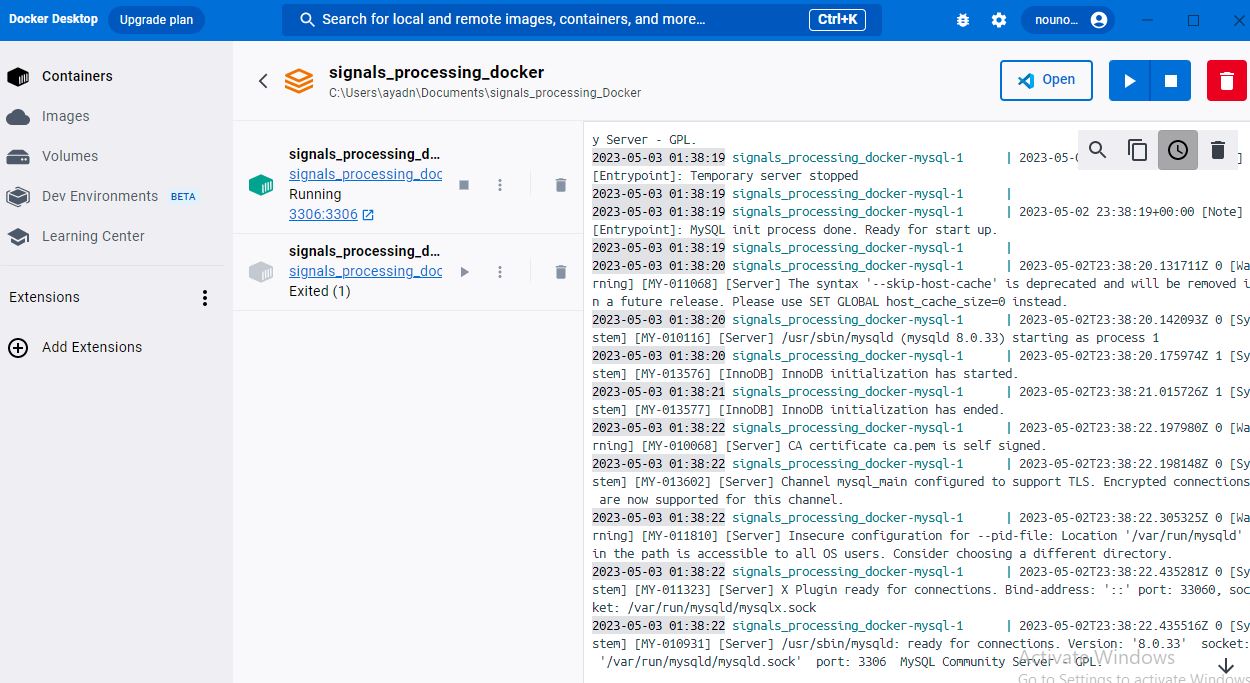 Docker Desktop
Upgrade plan
Search for local and remote images, containers, and more...
Ctrl+K
nouno...
Containers
Images
Volumes
Dev Environments BETA
Learning Center
Extensions
Add Extensions
signals_processing_docker
C:\Users\ayadn\Documents\signals_processing_Docker
Open
signals_processing_d...
signals_processing_doc
Running
3306:3306
signals_processing_d...
signals_processing_doc
Exited (1)
y Server - GPL.
2023-05-03 01:38:19 signals_processing_docker-mysql-1 | 2023-05-0 ]
[Entrypoint]: Temporary server stopped
2023-05-03 01:38:19 signals_processing_docker-mysql-1 |
2023-05-03 01:38:19 signals_processing_docker-mysql-1 | 2023-05-02 23:38:19+00:00 [Note]
[Entrypoint]: MySQL init process done. Ready for start up.
2023-05-03 01:38:19 signals_processing_docker-mysql-1 |
2023-05-03 01:38:20 signals_processing_docker-mysql-1 | 2023-05-02T23:38:20.131711Z 0 [Wa
rning] [MY-011068] [Server] The syntax '--skip-host-cache' is deprecated and will be removed i
n a future release. Please use SET GLOBAL host_cache_size=0 instead.
2023-05-03 01:38:20 signals_processing_docker-mysql-1 | 2023-05-02T23:38:20.142093Z 0 [Sy
stem] [MY-010116] [Server] /usr/sbin/mysqld (mysqld 8.0.33) starting as process 1
2023-05-03 01:38:20 signals_processing_docker-mysql-1 | 2023-05-02T23:38:20.175974Z 1 [Sy
stem] [MY-013576] [InnoDB] InnoDB initialization has started.
2023-05-03 01:38:21 signals_processing_docker-mysql-1 | 2023-05-02T23:38:21.015726Z 1 [Sy
stem] [MY-013577] [InnoDB] InnoDB initialization has ended.
2023-05-03 01:38:22 signals_processing_docker-mysql-1 | 2023-05-02T23:38:22.197980Z 0 [Wa
rning] [MY-010068] [Server] CA certificate ca.pem is self signed.
2023-05-03 01:38:22 signals_processing_docker-mysql-1 | 2023-05-02T23:38:22.198148Z 0 [Sy
stem] [MY-013602] [Server] Channel mysql_main configured to support TLS. Encrypted connections
are now supported for this channel.
2023-05-03 01:38:22 signals_processing_docker-mysql-1 | 2023-05-02T23:38:22.305325Z 0 [Wa
rning] [MY-011810] [Server] Insecure configuration for --pid-file: Location '/var/run/mysqld'
in the path is accessible to all OS users. Consider choosing a different directory.
2023-05-03 01:38:22 signals_processing_docker-mysql-1 | 2023-05-02T23:38:22.435281Z 0 [Sy
stem] [MY-011323] [Server] X Plugin ready for connections. Bind-address: '::' port: 33060, soc
ket: /var/run/mysqld/mysqlx.sock
2023-05-03 01:38:22 signals_processing_docker-mysql-1 | 2023-05-02T23:38:22.435516Z 0 [Sy
stem] [MY-010931] [Server] /usr/sbin/mysqld: ready for connections. Version: '8.0.33' socket:
'/var/run/mysqld/mysqld.sock' port: 3306 MySQL Community Server - GPL.
Activate Windows
Go to Settings to activate Windows